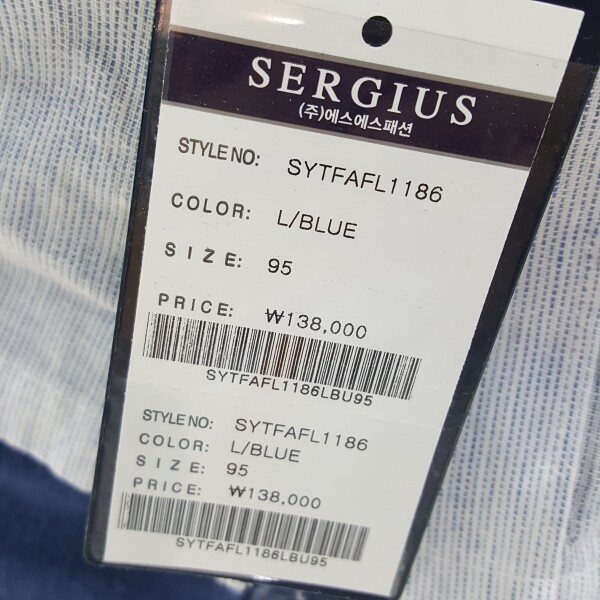 SERGIUS
(주)에스에스패션
STYLE NO: SYTFAFL1186
COLOR: L/BLUE
SIZE: 95
PRICE: ₩138,000
SYTFAFL1186LBU95
STYLE NO: SYTFAFL1186
COLOR: L/BLUE
SIZE: 95
PRICE: ₩138,000
SYTFAFL1186LBU95